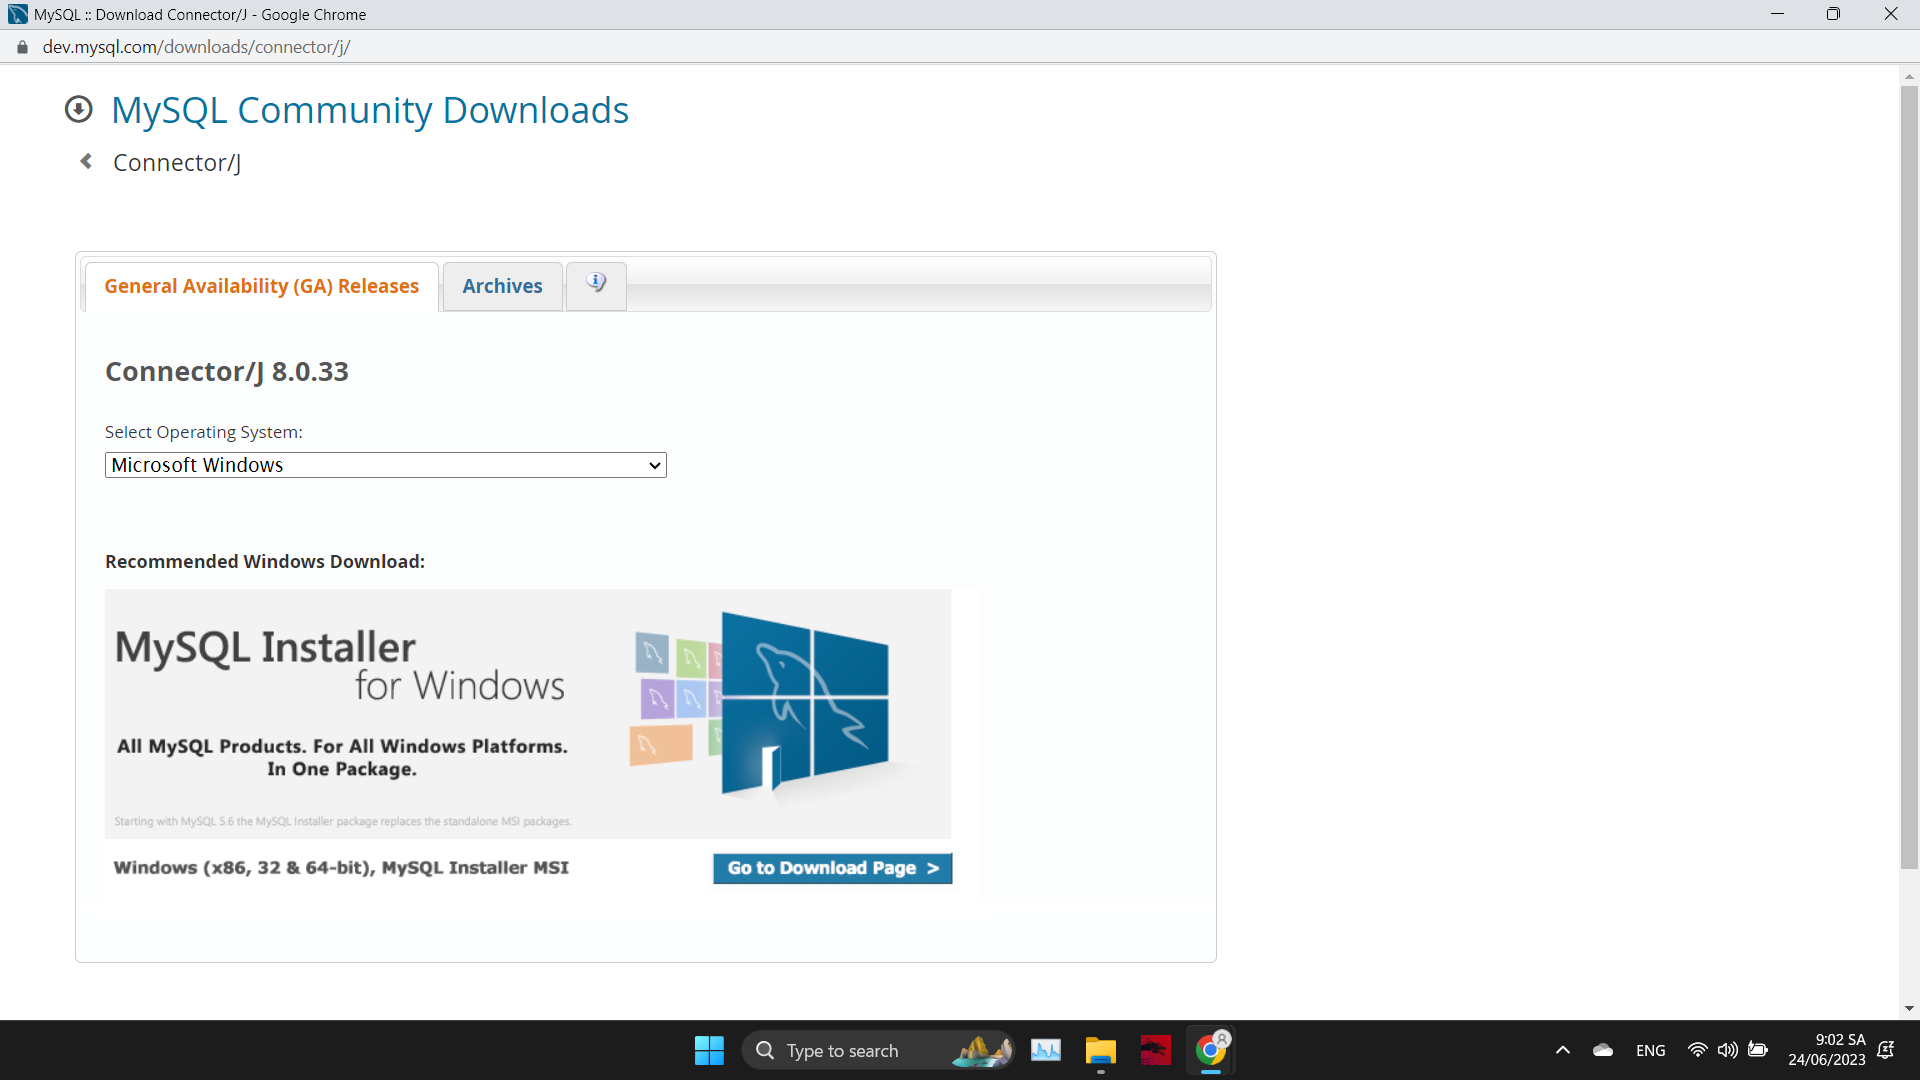 MySQL :: Download Connector/J - Google Chrome
dev.mysql.com/downloads/connector/j/
MySQL Community Downloads
Connector/J
General Availability (GA) Releases
Archives
Connector/J 8.0.33
Select Operating System:
Microsoft Windows
Recommended Windows Download:
MySQL Installer
for Windows
All MySQL Products. For All Windows Platforms.
In One Package.
Starting with MySQL 5.6 the MySQL Installer package replaces the standalone MSI packages.
Windows (x86, 32 & 64-bit), MySQL Installer MSI
Go to Download Page >
Type to search
ENG
9:02 SA
24/06/2023